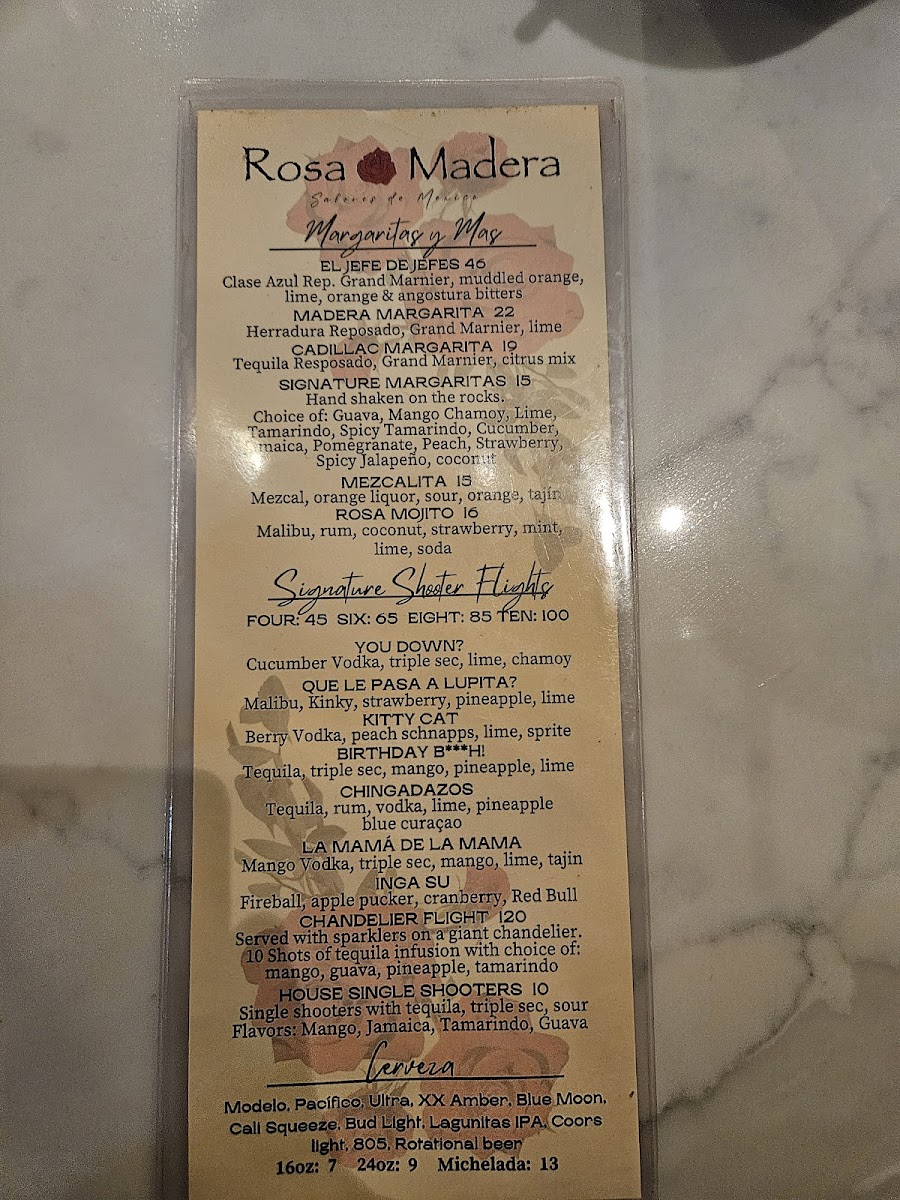 Rosa Madera
Sabores de Mexico
Margaritas y Mas
EL JEFE DE JEFES 46
Clase Azul Rep. Grand Marnier, muddled orange,
lime, orange & angostura bitters
MADERA MARGARITA 22
Herradura Reposado, Grand Marnier, lime
CADILLAC MARGARITA 19
Tequila Resposado, Grand Marnier, citrus mix
SIGNATURE MARGARITAS 15
Hand shaken on the rocks.
Choice of: Guava, Mango Chamoy, Lime,
Tamarindo, Spicy Tamarindo, Cucumber,
maica, Pomegranate, Peach, Strawberry,
Spicy Jalapeño, coconut
MEZCALITA 15
Mezcal, orange liquor, sour, orange, tajín
ROSA MOJITO 16
Malibu, rum, coconut, strawberry, mint,
lime, soda
Signature Shooter Flights
FOUR: 45 SIX: 65 EIGHT: 85 TEN: 100
YOU DOWN?
Cucumber Vodka, triple sec, lime, chamoy
QUE LE PASA A LUPITA?
Malibu, Kinky, strawberry, pineapple, lime
KITTY CAT
Berry Vodka, peach schnapps, lime, sprite
BIRTHDAY B***H!
Tequila, triple sec, mango, pineapple, lime
CHINGADAZOS
Tequila, rum, vodka, lime, pineapple
blue curaçao
LA MAMÁ DE LA MAMA
Mango Vodka, triple sec, mango, lime, tajin
INGA SU
Fireball, apple pucker, cranberry, Red Bull
CHANDELIER FLIGHT 120
Served with sparklers on a giant chandelier.
10 Shots of tequila infusion with choice of:
mango, guava, pineapple, tamarindo
HOUSE SINGLE SHOOTERS 10
Single shooters with tequila, triple sec, sour
Flavors: Mango, Jamaica, Tamarindo, Guava
Cerveza
Modelo, Pacífico, Ultra, XX Amber, Blue Moon,
Cali Squeeze, Bud Light, Lagunitas IPA, Coors
light, 805, Rotational beer
16oz: 7 24oz: 9 Michelada: 13